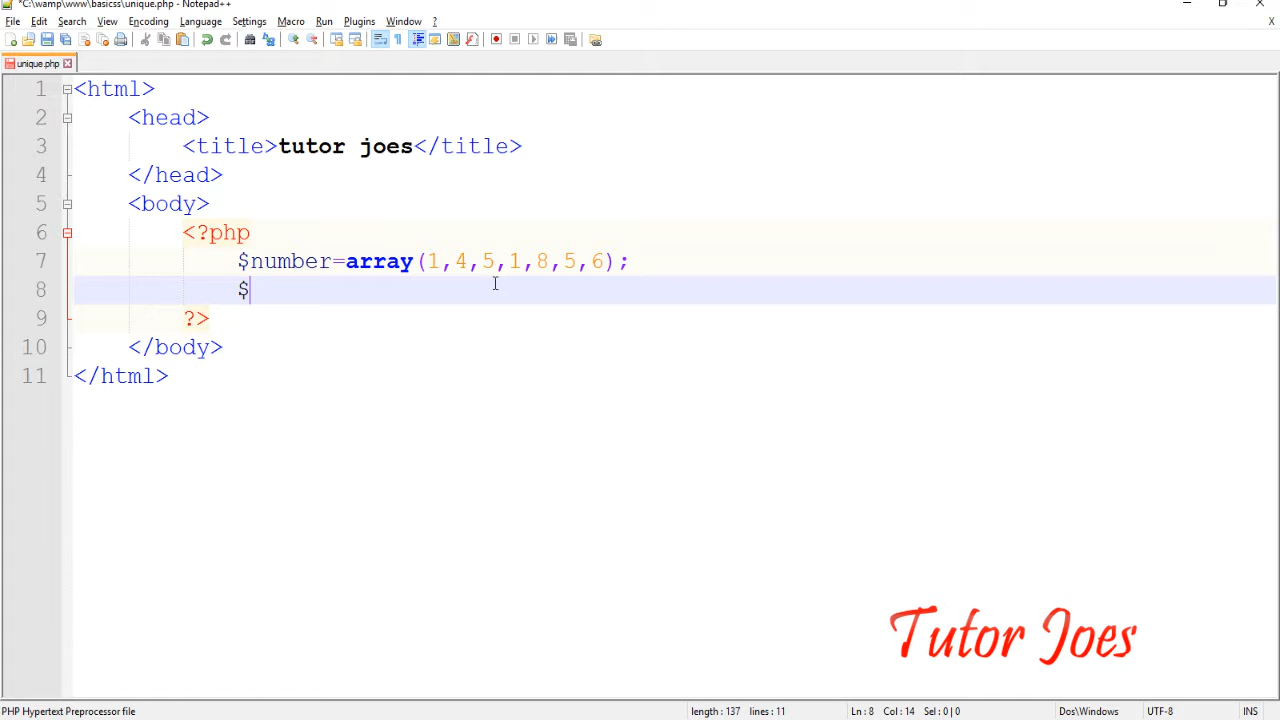 *C:\wamp\www\basicss\unique.php - Notepad++
File Edit Search View Encoding Language Settings Macro Run Plugins Window ?
X
unique.php
1 <html>
2 <head>
3 <title>tutor joes</title>
4 </head>
5 <body>
6 <?php
7 $number=array(1,4,5,1,8,5,6);
8 $
9 ?>
10 </body>
11 </html>
Tutor Joes
PHP Hypertext Preprocessor file length : 137 lines : 11 Ln : 8 Col : 14 Sel : 0 | 0 Dos\Windows UTF-8 INS